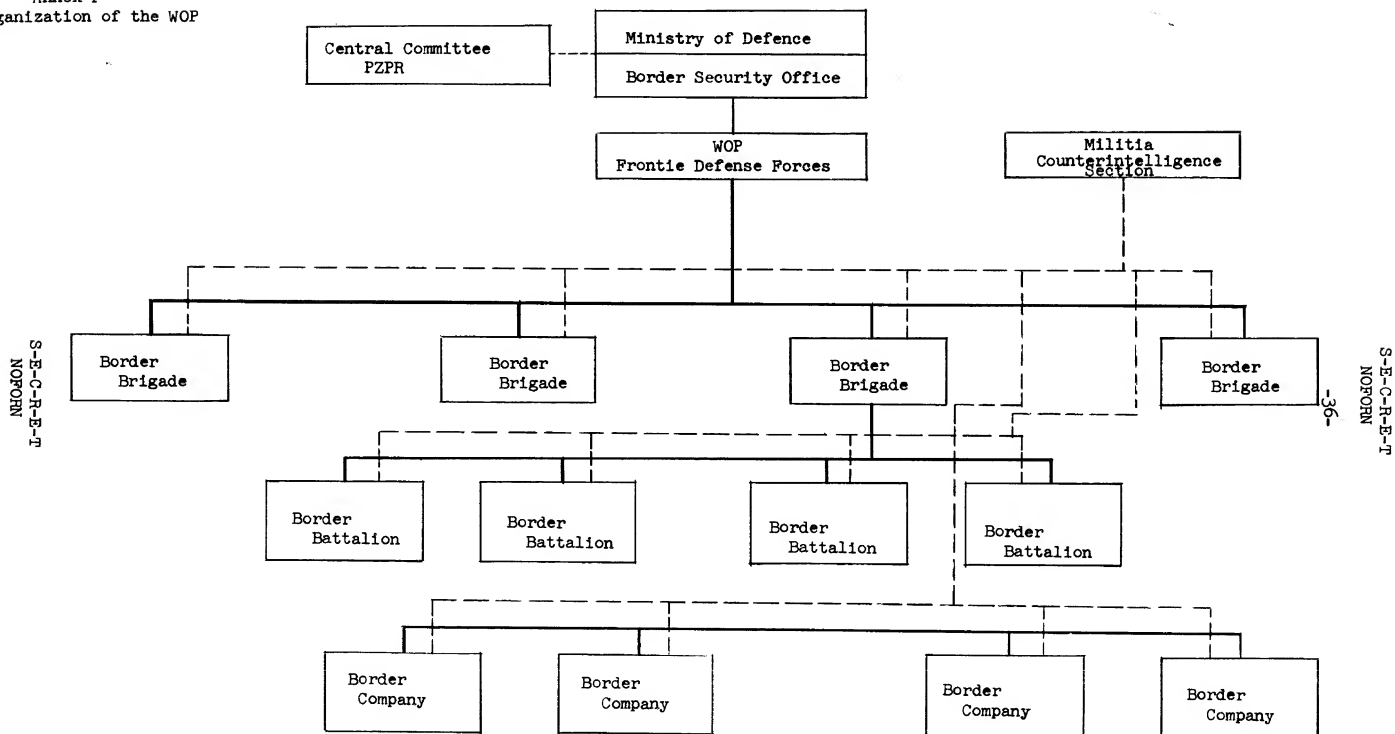 ganization of the WOP
Central Committee
PZPR
Ministry of Defence
Border Security Office
WOP
Frontie Defense Forces
Militia
Counterintelligence
Section
S-E-C-R-E-T
NOFORN
Border
Brigade
Border
Brigade
Border
Brigade
Border
Brigade
-36-
S-E-C-R-E-T
NOFORN
Border
Battalion
Border
Battalion
Border
Battalion
Border
Battalion
Border
Company
Border
Company
Border
Company
Border
Company